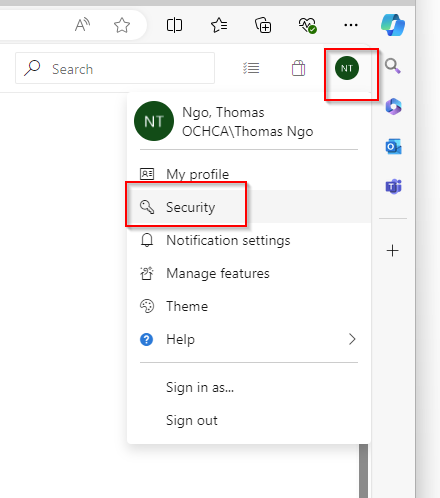 A
Search
NT
NT
Ngo, Thomas
OCHCA\Thomas Ngo
My profile
Security
Notification settings
Manage features
Theme
Help
Sign in as...
Sign out